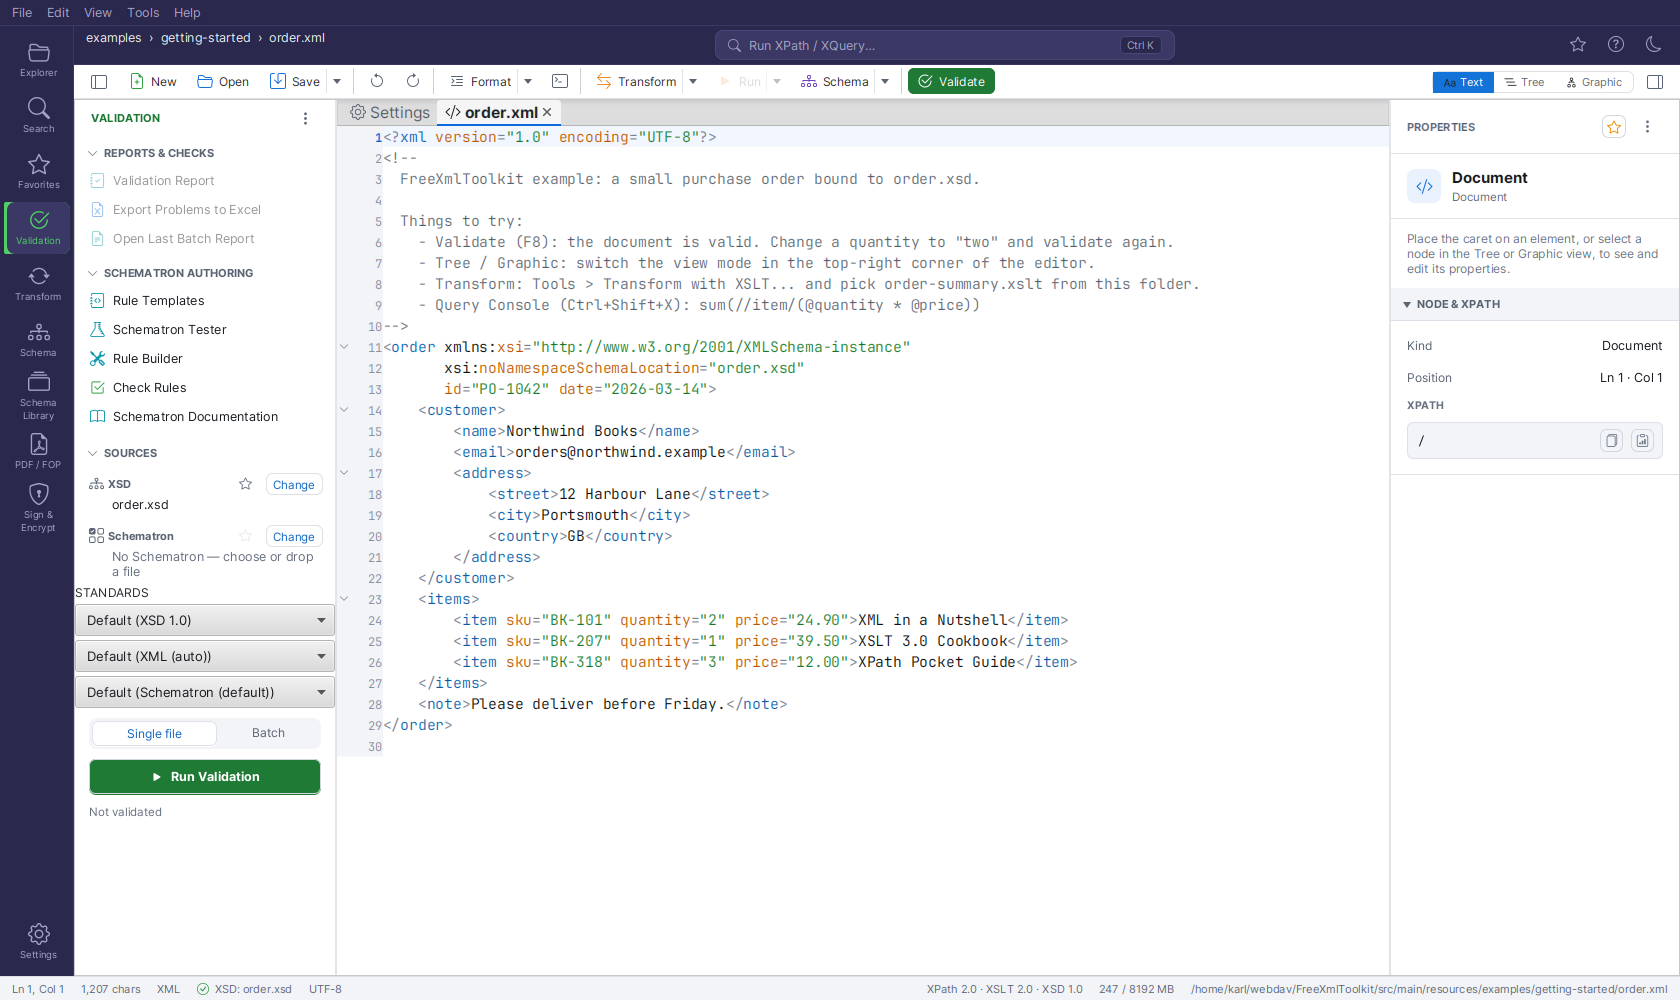 File Edit View Tools Help
examples › getting-started › order.xml
Run XPath / XQuery... Ctrl K
New Open Save Format Transform Run Schema Validate
Aa Text Tree Graphic
Explorer
Search
Favorites
Validation
Transform
Schema
Schema
Library
PDF / FOP
Sign &
Encrypt
Settings
VALIDATION
REPORTS & CHECKS
Validation Report
Export Problems to Excel
Open Last Batch Report
SCHEMATRON AUTHORING
Rule Templates
Schematron Tester
Rule Builder
Check Rules
Schematron Documentation
SOURCES
XSD Change
order.xsd
Schematron Change
No Schematron — choose or drop
a file
STANDARDS
Default (XSD 1.0)
Default (XML (auto))
Default (Schematron (default))
Single file Batch
Run Validation
Not validated
Settings </> order.xml ×
1 <?xml version="1.0" encoding="UTF-8"?>
2 <!--
3   FreeXmlToolkit example: a small purchase order bound to order.xsd.
4
5   Things to try:
6     - Validate (F8): the document is valid. Change a quantity to "two" and validate again.
7     - Tree / Graphic: switch the view mode in the top-right corner of the editor.
8     - Transform: Tools > Transform with XSLT... and pick order-summary.xslt from this folder.
9     - Query Console (Ctrl+Shift+X): sum(//item/(@quantity * @price))
10 -->
11 <order xmlns:xsi="http://www.w3.org/2001/XMLSchema-instance"
12        xsi:noNamespaceSchemaLocation="order.xsd"
13        id="PO-1042" date="2026-03-14">
14     <customer>
15         <name>Northwind Books</name>
16         <email>orders@northwind.example</email>
17         <address>
18             <street>12 Harbour Lane</street>
19             <city>Portsmouth</city>
20             <country>GB</country>
21         </address>
22     </customer>
23     <items>
24         <item sku="BK-101" quantity="2" price="24.90">XML in a Nutshell</item>
25         <item sku="BK-207" quantity="1" price="39.50">XSLT 3.0 Cookbook</item>
26         <item sku="BK-318" quantity="3" price="12.00">XPath Pocket Guide</item>
27     </items>
28     <note>Please deliver before Friday.</note>
29 </order>
30
PROPERTIES
</> Document
Document
Place the caret on an element, or select a
node in the Tree or Graphic view, to see and
edit its properties.
NODE & XPATH
Kind Document
Position Ln 1 · Col 1
XPATH
/
Ln 1, Col 1 1,207 chars XML XSD: order.xsd UTF-8 XPath 2.0 · XSLT 2.0 · XSD 1.0 247 / 8192 MB /home/karl/webdav/FreeXmlToolkit/src/main/resources/examples/getting-started/order.xml